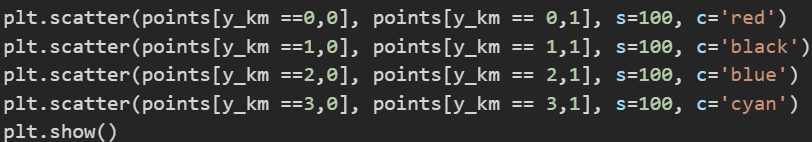 plt.scatter(points[y_km ==0,0], points[y_km == 0,1], s=100, c='red')
plt.scatter(points[y_km ==1,0], points[y_km == 1,1], s=100, c='black')
plt.scatter(points[y_km ==2,0], points[y_km == 2,1], s=100, c='blue')
plt.scatter(points[y_km ==3,0], points[y_km == 3,1], s=100, c='cyan')
plt.show()